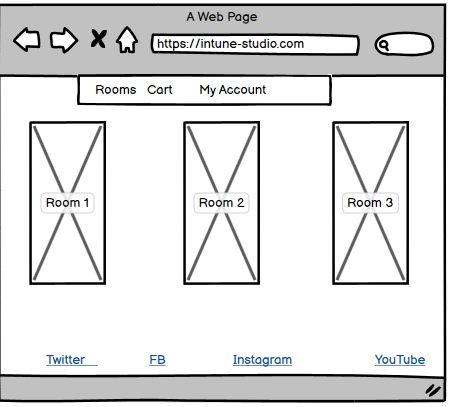 A Web Page
https://intune-studio.com
Rooms Cart My Account
Room 1 Room 2 Room 3
Twitter FB Instagram YouTube